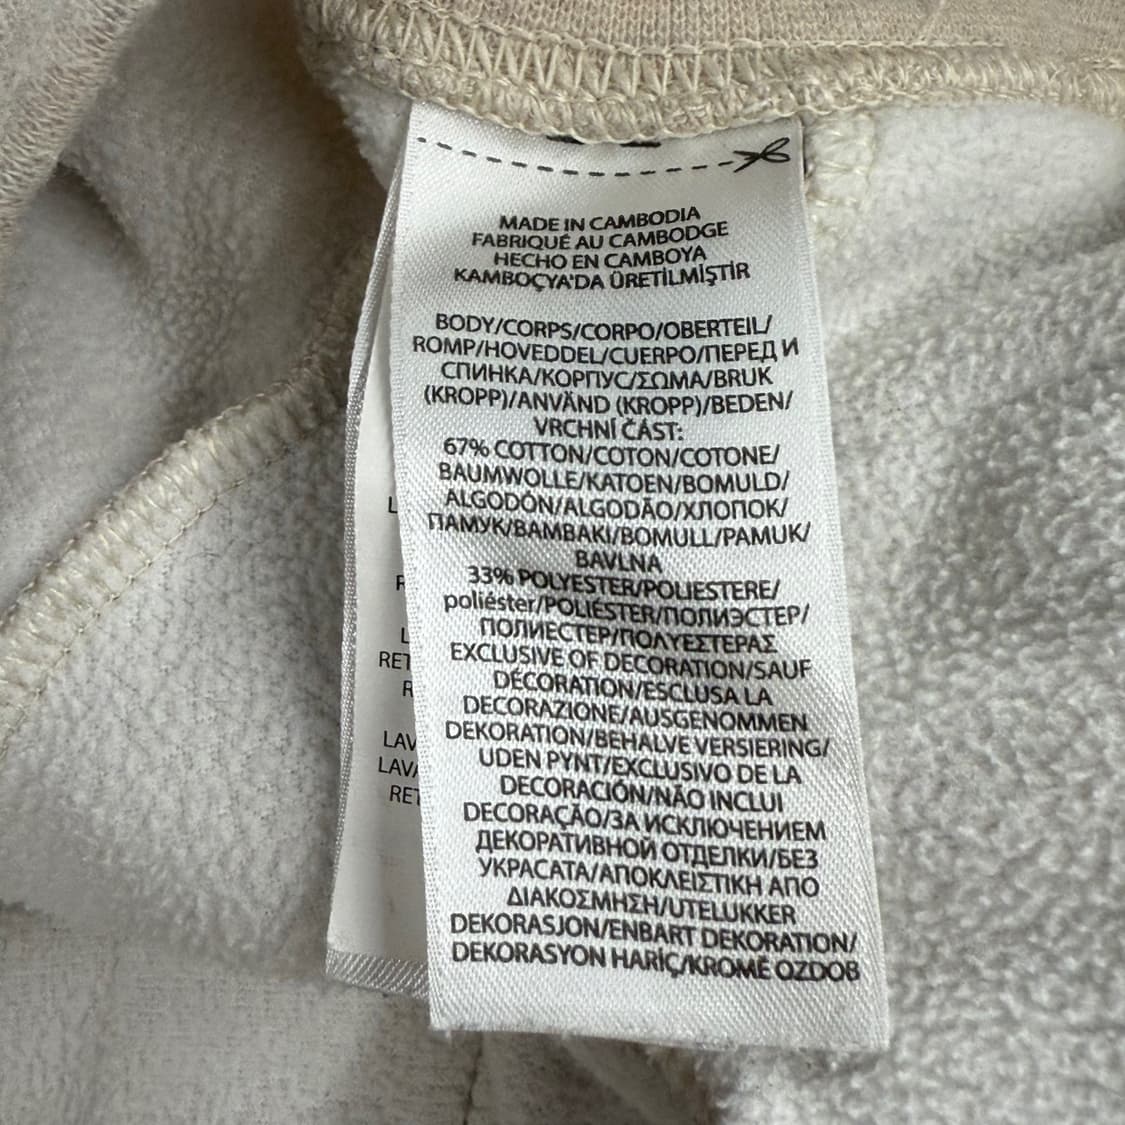 MADE IN CAMBODIA
FABRIQUÉ AU CAMBODGE
HECHO EN CAMBOYA
KAMBOÇYA'DA ÜRETİLMİŞTİR
BODY/CORPS/CORPO/OBERTEIL/
ROMP/HOVEDDEL/CUERPO/ПЕРЕД И
СПИНКА/КОРПУС/ΣΩΜΑ/BRUK
(KROPP)/ANVÄND (KROPP)/BEDEN/
VRCHNÍ ČÁST:
67% COTTON/COTON/COTONE/
BAUMWOLLE/KATOEN/BOMULD/
ALGODÓN/ALGODÃO/ХЛОПОК/
ПАМУК/BAMBAKI/BOMULL/PAMUK/
BAVLNA
33% POLYESTER/POLIESTERE/
poliéster/POLIÉSTER/ПОЛИЭСТЕР/
ПОЛИЕСТЕР/ΠΟΛΥΕΣΤΕΡΑΣ
EXCLUSIVE OF DECORATION/SAUF
DÉCORATION/ESCLUSA LA
DECORAZIONE/AUSGENOMMEN
DEKORATION/BEHALVE VERSIERING/
UDEN PYNT/EXCLUSIVO DE LA
DECORACIÓN/NÃO INCLUI
DECORAÇÃO/ЗА ИСКЛЮЧЕНИЕМ
ДЕКОРАТИВНОЙ ОТДЕЛКИ/БЕЗ
УКРАСАТА/ΑΠΟΚΛΕΙΣΤΙΚΗ ΑΠΟ
ΔΙΑΚΟΣΜΗΣΗ/UTELUKKER
DEKORASJON/ENBART DEKORATION/
DEKORASYON HARİÇ/KROMĚ OZDOB